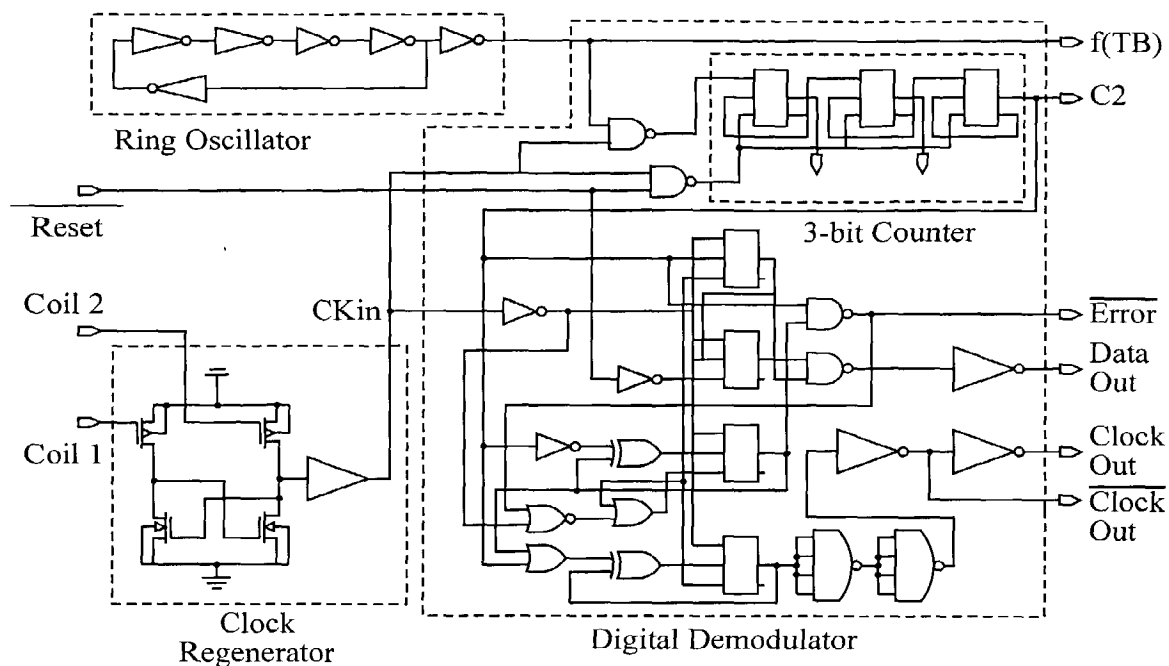 f(TB)
C2
Ring Oscillator
Reset
3-bit Counter
Coil 2
CKin
Error
Data
Out
Coil 1
Clock
Out
Clock
Out
Clock
Regenerator
Digital Demodulator